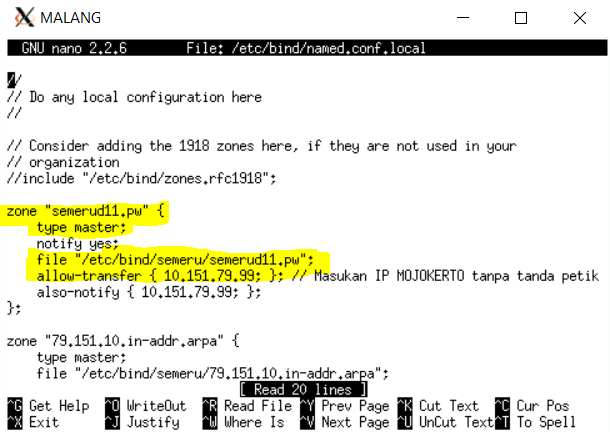 MALANG
GNU nano 2.2.6 File: /etc/bind/named.conf.local
//
// Do any local configuration here
//
// Consider adding the 1918 zones here, if they are not used in your
// organization
//include "/etc/bind/zones.rfc1918";
zone "semerud11.pw" {
type master;
notify yes;
file "/etc/bind/semeru/semerud11.pw";
allow-transfer { 10.151.79.99; }; // Masukan IP MOJOKERTO tanpa tanda petik
also-notify { 10.151.79.99; };
};
zone "79.151.10.in-addr.arpa" {
type master;
file "/etc/bind/semeru/79.151.10.in-addr.arpa";
[ Read 20 lines ]
^G Get Help ^O WriteOut ^R Read File ^Y Prev Page ^K Cut Text ^C Cur Pos
^X Exit ^J Justify ^W Where Is ^V Next Page ^U UnCut Text ^T To Spell